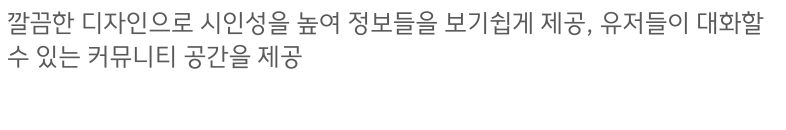 깔끔한 디자인으로 시인성을 높여 정보들을 보기쉽게 제공, 유저들이 대화할
수 있는 커뮤니티 공간을 제공